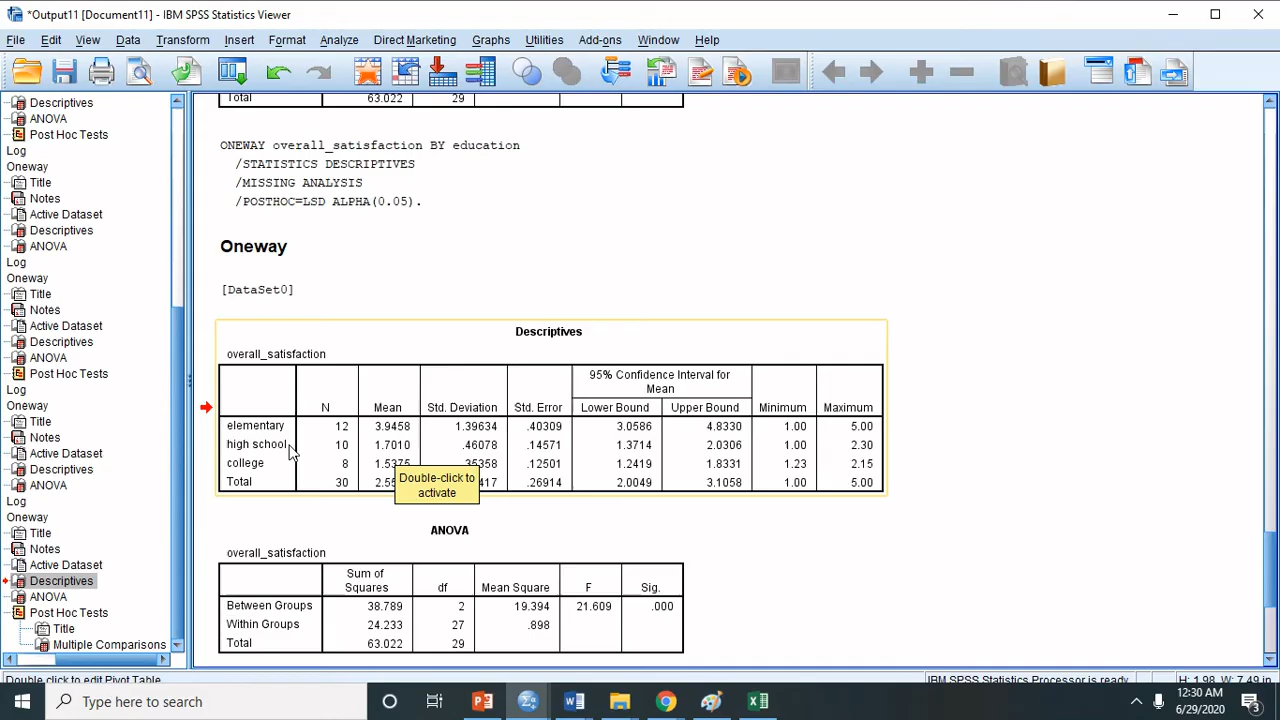 *Output11 [Document11] - IBM SPSS Statistics Viewer
File Edit View Data Transform Insert Format Analyze Direct Marketing Graphs Utilities Add-ons Window Help
Descriptives
ANOVA
Post Hoc Tests
Log
Oneway
Title
Notes
Active Dataset
Descriptives
ANOVA
Log
Oneway
Title
Notes
Active Dataset
Descriptives
ANOVA
Post Hoc Tests
Log
Oneway
Title
Notes
Active Dataset
Descriptives
ANOVA
Log
Oneway
Title
Notes
Active Dataset
Descriptives
ANOVA
Post Hoc Tests
Title
Multiple Comparisons
Total 63.022 29
ONEWAY overall_satisfaction BY education
/STATISTICS DESCRIPTIVES
/MISSING ANALYSIS
/POSTHOC=LSD ALPHA(0.05).
Oneway
[DataSet0]
Descriptives
overall_satisfaction
95% Confidence Interval for
Mean
N Mean Std. Deviation Std. Error Lower Bound Upper Bound Minimum Maximum
elementary 12 3.9458 1.39634 .40309 3.0586 4.8330 1.00 5.00
high school 10 1.7010 .46078 .14571 1.3714 2.0306 1.00 2.30
college 8 1.5375 .35358 .12501 1.2419 1.8331 1.23 2.15
Total 30 .26914 2.0049 3.1058 1.00 5.00
Double-click to
activate
ANOVA
overall_satisfaction
Sum of
Squares df Mean Square F Sig.
Between Groups 38.789 2 19.394 21.609 .000
Within Groups 24.233 27 .898
Total 63.022 29
Double click to edit Pivot Table
IBM SPSS Statistics Processor is ready
H: 1.98, W: 7.49 in.
Type here to search
12:30 AM
6/29/2020
3